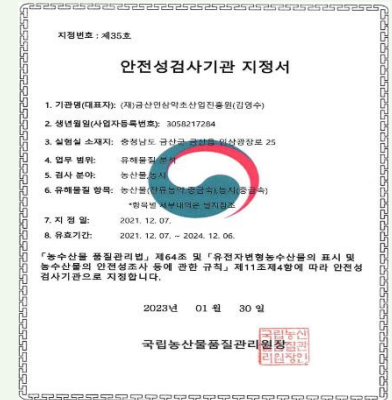 지정번호 : 제35호
안전성검사기관 지정서
1. 기관명(대표자): (재)금산인삼약초산업진흥원(김영수)
2. 생년월일(사업자등록번호): 3058217284
3. 실험실 소재지: 충청남도 금산군 금산읍 인삼광장로 25
4. 업무 범위: 유해물질 분석
5. 검사 분야: 농산물,농지
6. 유해물질 항목: 농산물(잔류농약,중금속),농지(중금속)
*항목별 세부내역은 별지참조
7. 지 정 일: 2021. 12. 07.
8. 유효기간: 2021. 12. 07. ~ 2024. 12. 06.
「농수산물 품질관리법」 제64조 및 「유전자변형농수산물의 표시 및
농수산물의 안전성조사 등에 관한 규칙」 제11조제4항에 따라 안전성
검사기관으로 지정합니다.
2023년 01 월 30 일
국립농산물품질관리원장